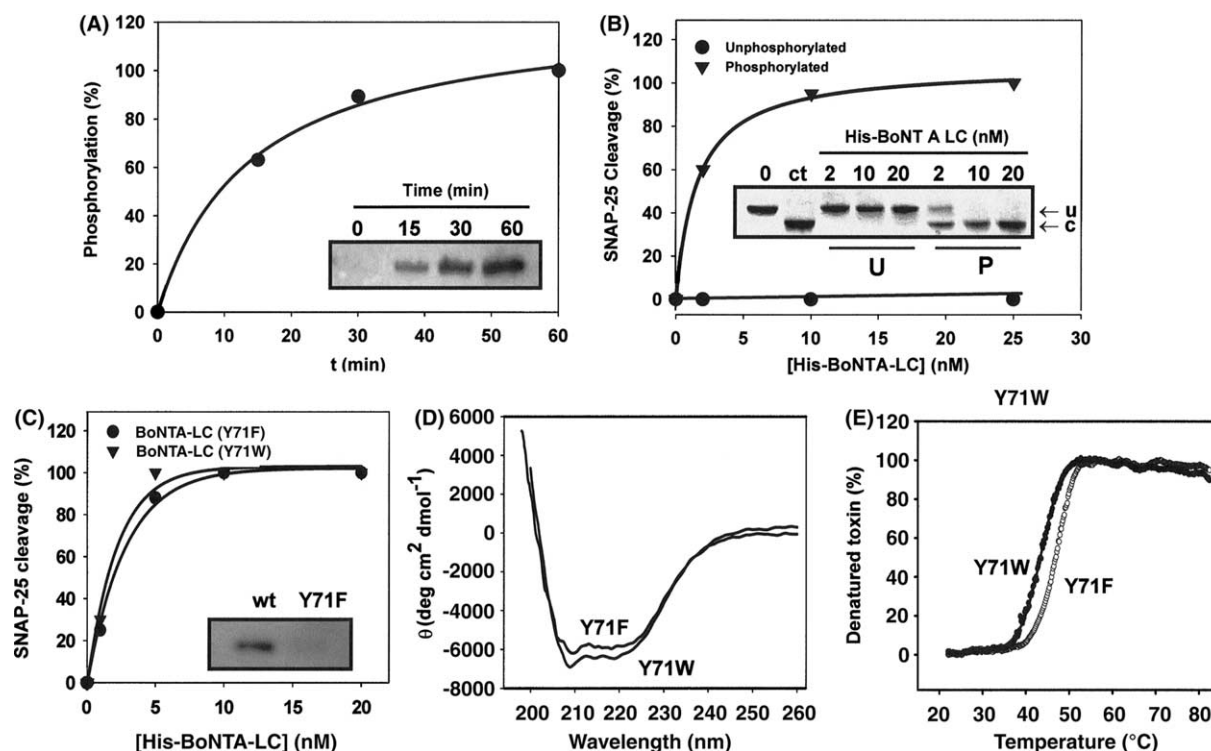 (A)
120
100
80
60
40
20
0
Phosphorylation (%)
Time (min)
0 15 30 60
0 10 20 30 40 50 60
t (min)
(B)
120
100
80
60
40
20
0
SNAP-25 Cleavage (%)
Unphosphorylated
Phosphorylated
His-BoNT A LC (nM)
0 ct 2 10 20 2 10 20
← u
← c
U P
0 5 10 15 20 25 30
[His-BoNTA-LC] (nM)
(C)
120
100
80
60
40
20
0
SNAP-25 cleavage (%)
BoNTA-LC (Y71F)
BoNTA-LC (Y71W)
wt Y71F
0 5 10 15 20
[His-BoNTA-LC] (nM)
(D)
6000
4000
2000
0
-2000
-4000
-6000
-8000
θ (deg cm² dmol⁻¹)
Y71F
Y71W
200 210 220 230 240 250 260
Wavelength (nm)
Y71W
(E)
120
100
80
60
40
20
0
Denatured toxin (%)
Y71W
Y71F
20 30 40 50 60 70 80
Temperature (°C)